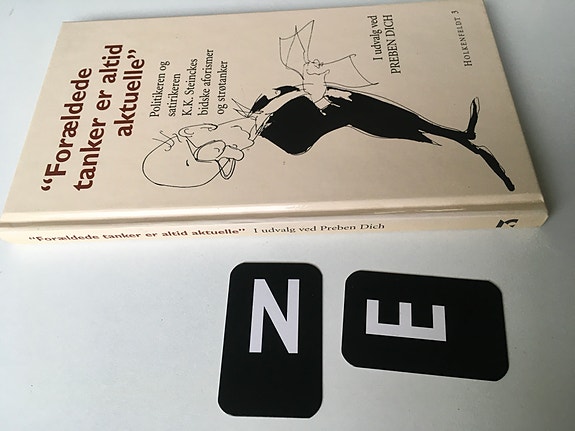 "Forældede
tanker er altid
aktuelle"
Politikeren og
satirikeren
K.K. Steinckes
bidske aforismer
og strøtanker
I udvalg ved
PREBEN DICH
HOLKENFELDT 3
"Forældede tanker er altid aktuelle" I udvalg ved Preben Dich
N
E